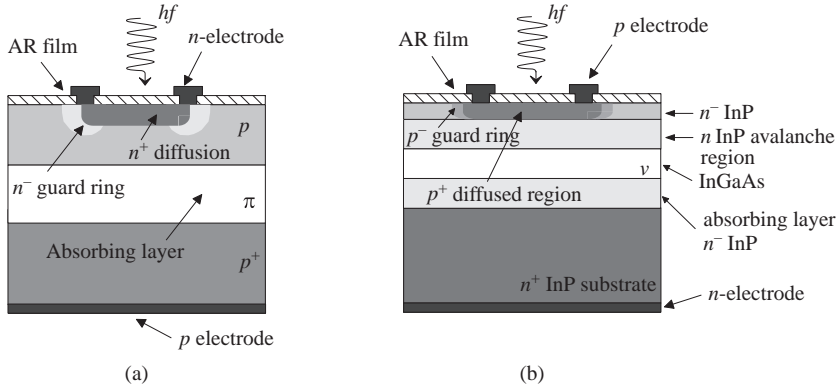 hf
AR film
n-electrode
p
n⁺ diffusion
n⁻ guard ring
π
Absorbing layer
p⁺
p electrode
(a)
hf
AR film
p electrode
n⁻ InP
p⁻ guard ring
n InP avalanche
region
ν
InGaAs
p⁺ diffused region
absorbing layer
n⁻ InP
n⁺ InP substrate
n-electrode
(b)